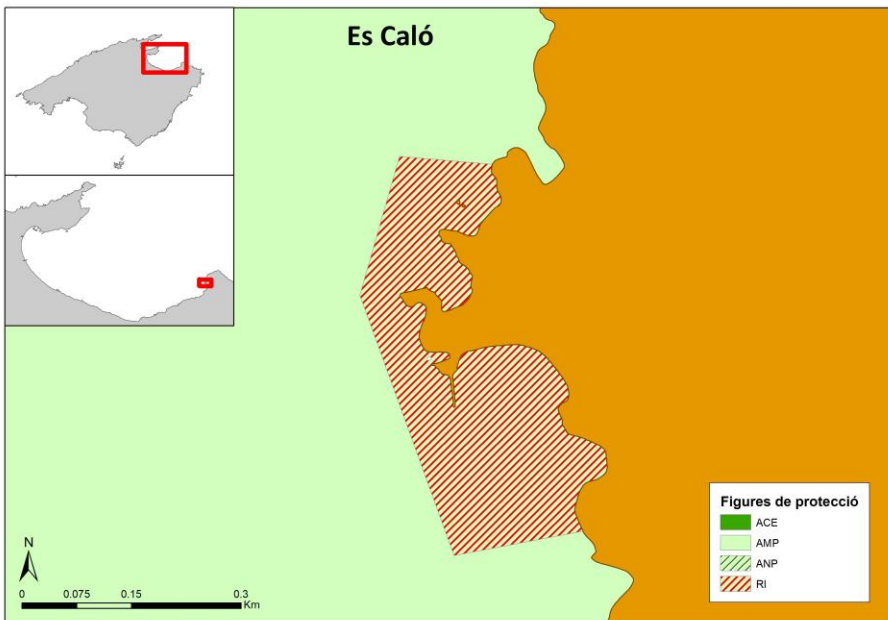 Es Caló
Figures de protecció
ACE
AMP
ANP
RI
N
0 0.075 0.15 0.3
Km